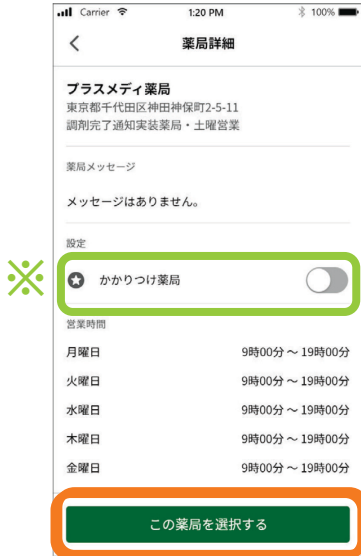 Carrier 1:20 PM 100%
薬局詳細
プラスメディ薬局
東京都千代田区神田神保町2-5-11
調剤完了通知実装薬局・土曜営業
薬局メッセージ
メッセージはありません。
設定
※
かかりつけ薬局
営業時間
月曜日 9時00分 ～ 19時00分
火曜日 9時00分 ～ 19時00分
水曜日 9時00分 ～ 19時00分
木曜日 9時00分 ～ 19時00分
金曜日 9時00分 ～ 19時00分
この薬局を選択する